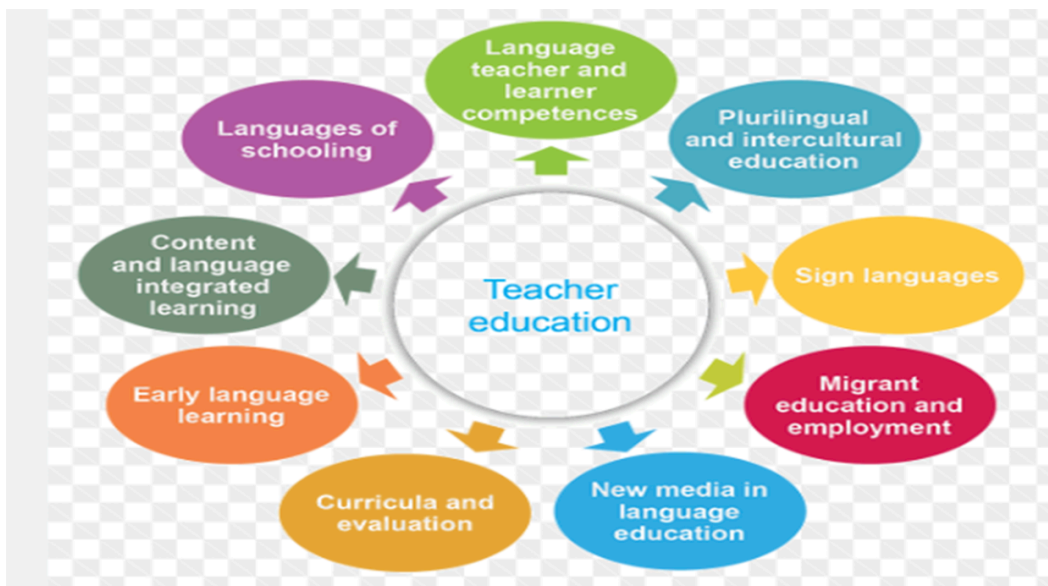 Language
teacher and
learner
competences
Plurilingual
and intercultural
education
Sign languages
Migrant
education and
employment
New media in
language
education
Curricula and
evaluation
Early language
learning
Content
and language
integrated
learning
Languages of
schooling
Teacher
education